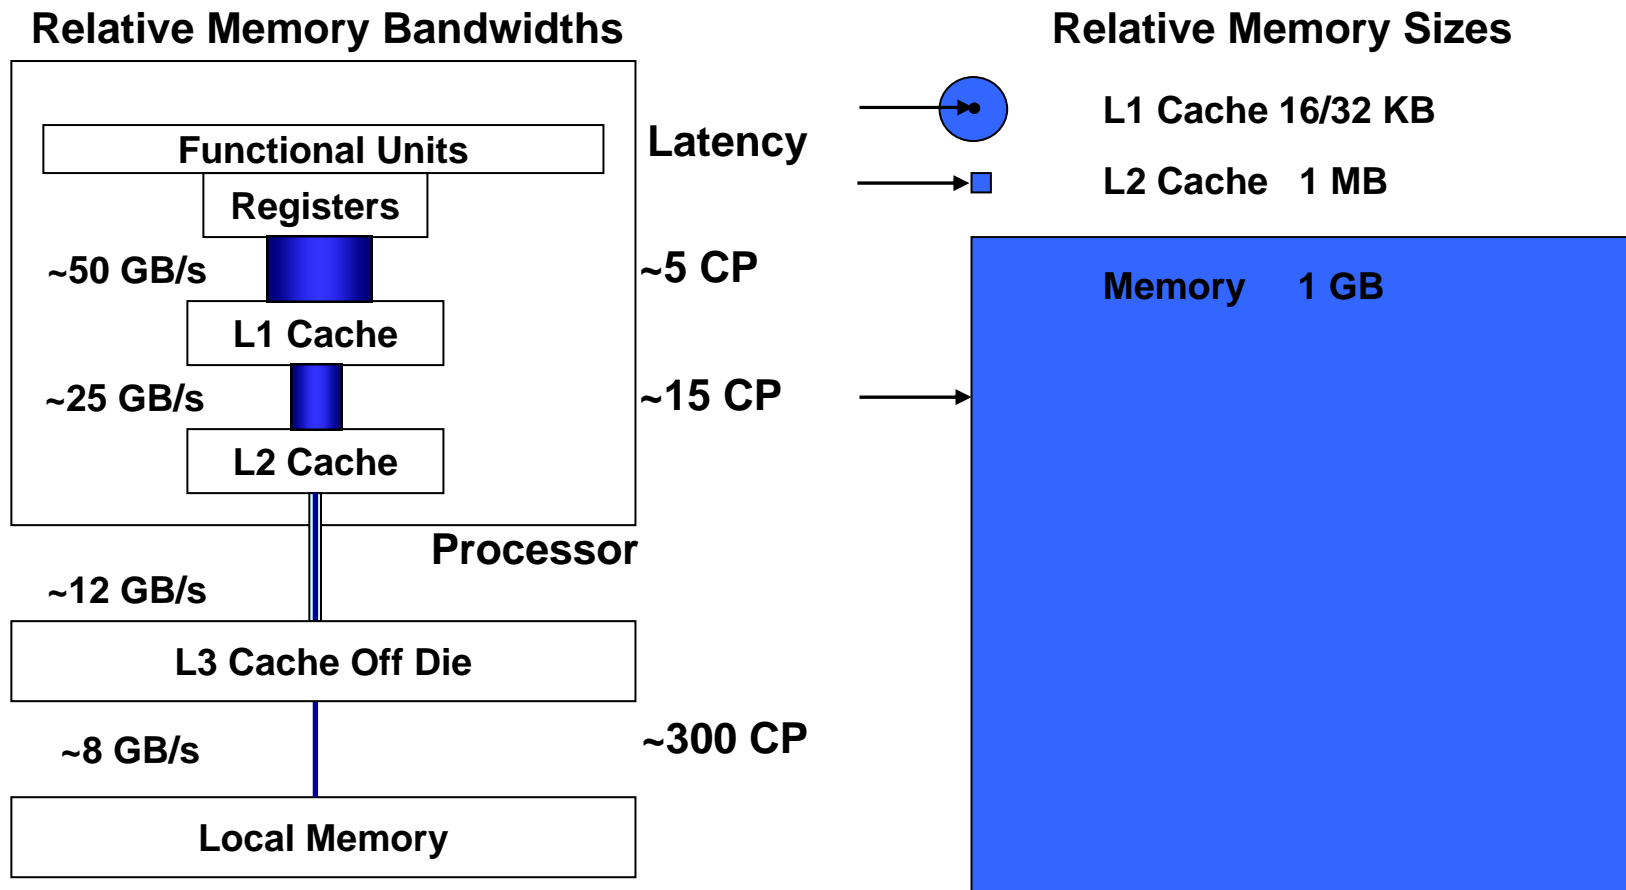 Relative Memory Bandwidths
Functional Units
Registers
~50 GB/s
L1 Cache
~25 GB/s
L2 Cache
Processor
~12 GB/s
L3 Cache Off Die
~8 GB/s
Local Memory
Latency
~5 CP
~15 CP
~300 CP
Relative Memory Sizes
L1 Cache 16/32 KB
L2 Cache 1 MB
Memory 1 GB